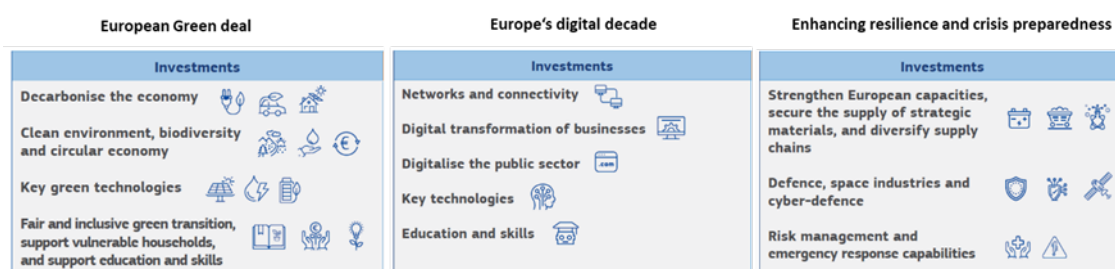 European Green deal
Investments
Decarbonise the economy
Clean environment, biodiversity
and circular economy
Key green technologies
Fair and inclusive green transition,
support vulnerable households,
and support education and skills
Europe‘s digital decade
Investments
Networks and connectivity
Digital transformation of businesses
Digitalise the public sector
.com
Key technologies
Education and skills
Enhancing resilience and crisis preparedness
Investments
Strengthen European capacities,
secure the supply of strategic
materials, and diversify supply
chains
Defence, space industries and
cyber-defence
Risk management and
emergency response capabilities